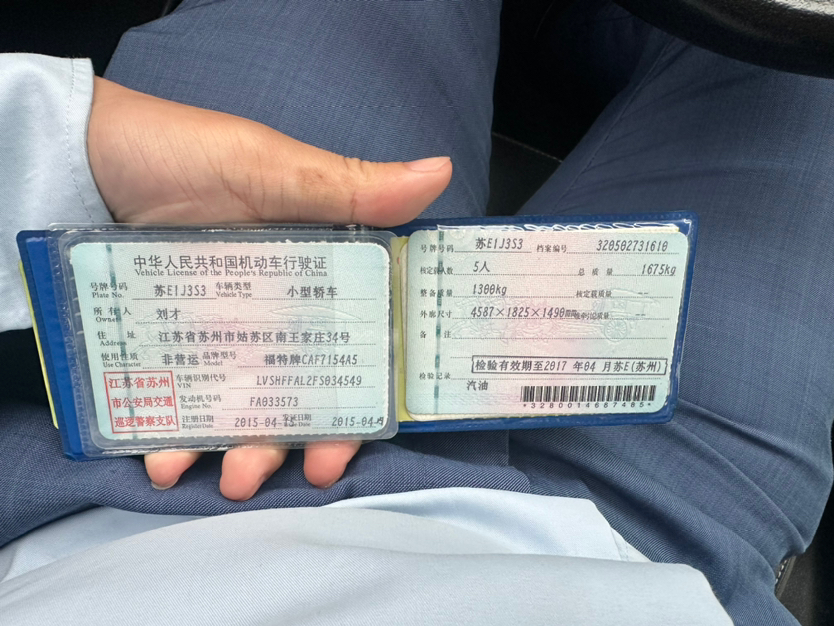 中华人民共和国机动车行驶证
Vehicle License of the People's Republic of China
号牌号码 苏E1J3S3 车辆类型 小型轿车
Plate No. Vehicle Type
所有人 刘才
Owner
住址 江苏省苏州市姑苏区南王家庄34号
Address
使用性质 非营运 品牌型号 福特牌CAF7154A5
Use Character Model
江苏省苏州
市公安局交通
巡逻警察支队
车辆识别代号 LVSHFFAL2FS034549
VIN
发动机号码 FA033573
Engine No.
注册日期 2015-04 发证日期 2015-04
号牌号码 苏E1J3S3 档案编号 320502731610
核定载人数 5人 总质量 1675kg
整备质量 1300kg 核定载质量 --
外廓尺寸 4587×1825×1490 --
备注
检验有效期至2017年04月苏E(苏州)
检验记录
汽油
*3280014667485*